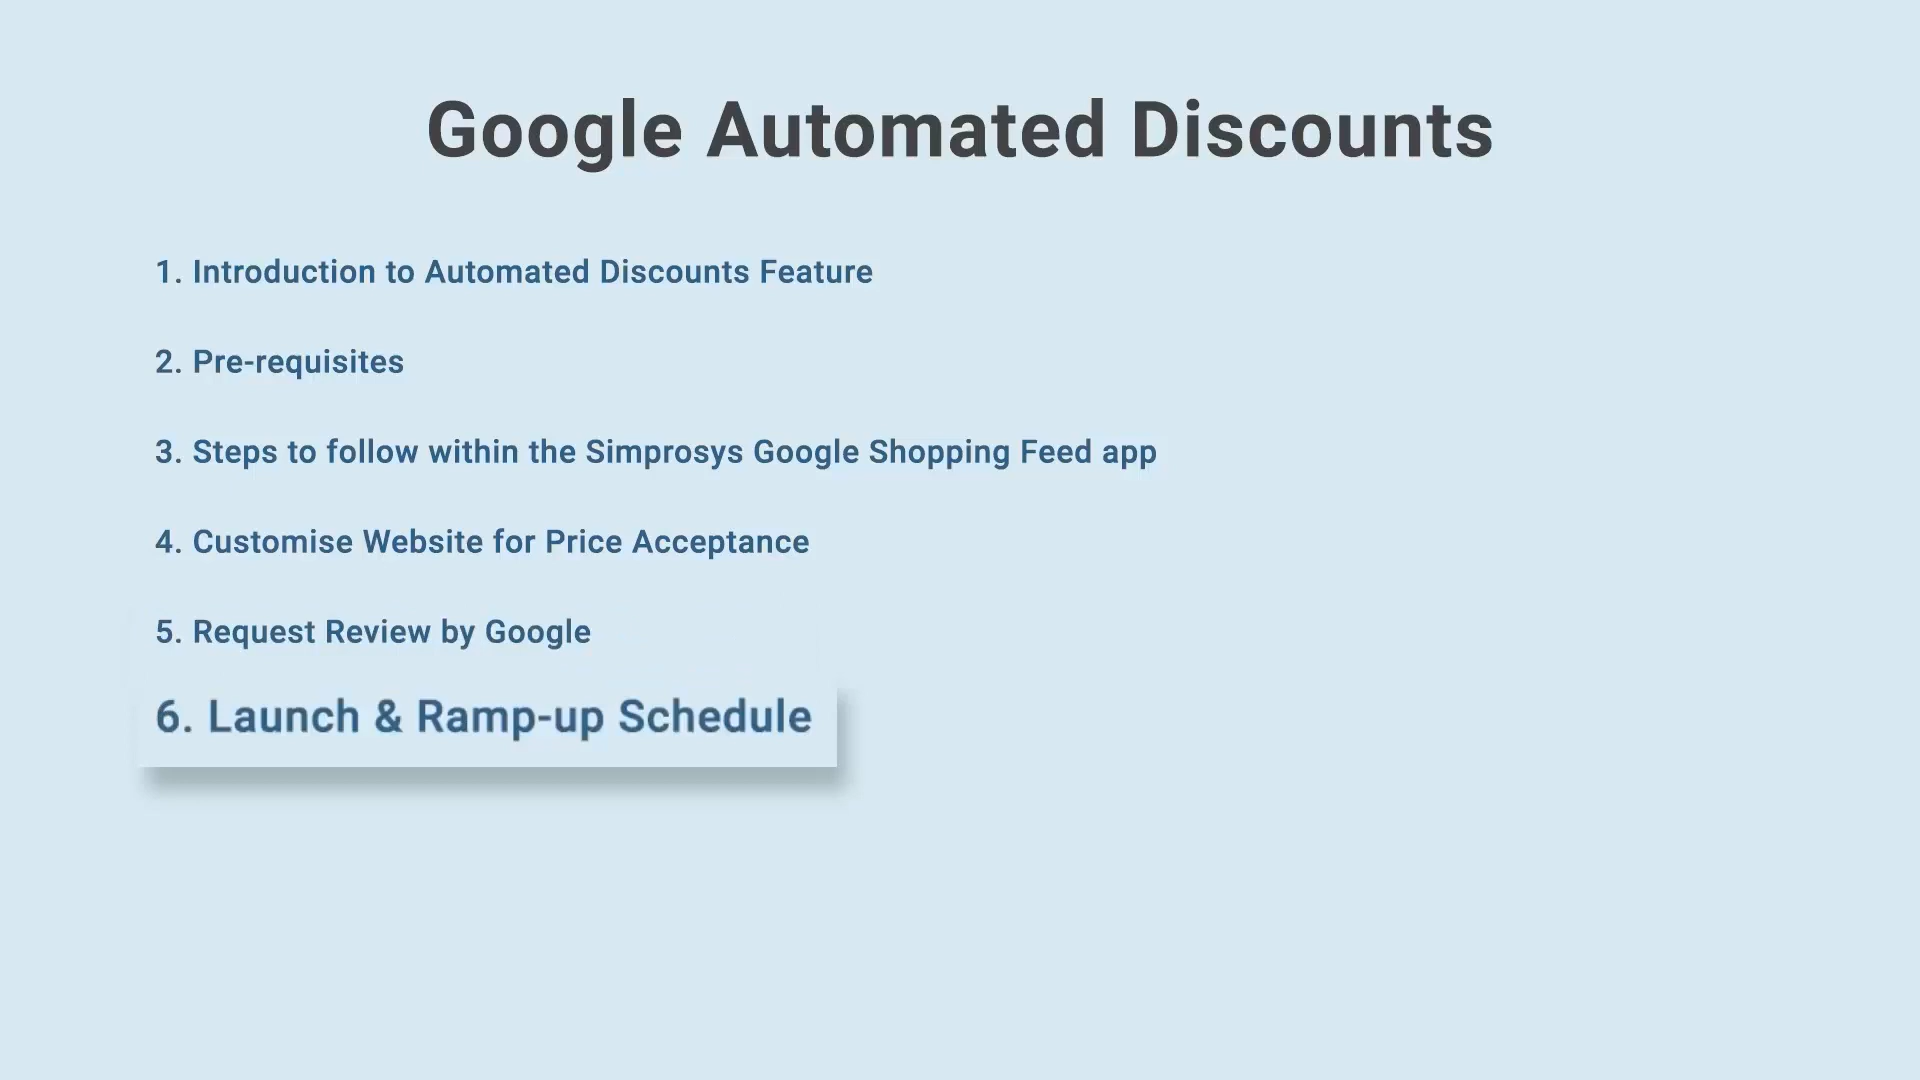 Google Automated Discounts
1. Introduction to Automated Discounts Feature
2. Pre-requisites
3. Steps to follow within the Simprosys Google Shopping Feed app
4. Customise Website for Price Acceptance
5. Request Review by Google
6. Launch & Ramp-up Schedule